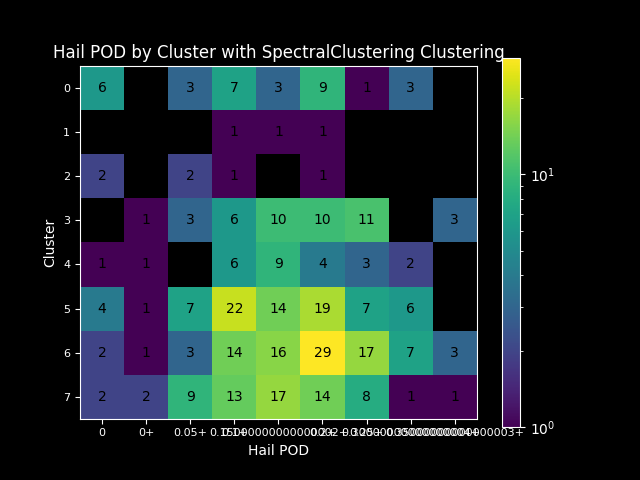 Hail POD by Cluster with SpectralClustering Clustering
0 6 3 7 3 9 1 3
1 1 1 1
2 2 2 1 1
3 1 3 6 10 10 11 3
4 1 1 6 9 4 3 2
5 4 1 7 22 14 19 7 6
6 2 1 3 14 16 29 17 7 3
7 2 2 9 13 17 14 8 1 1
0 0+ 0.05+
Hail POD
Cluster
10¹
10⁰